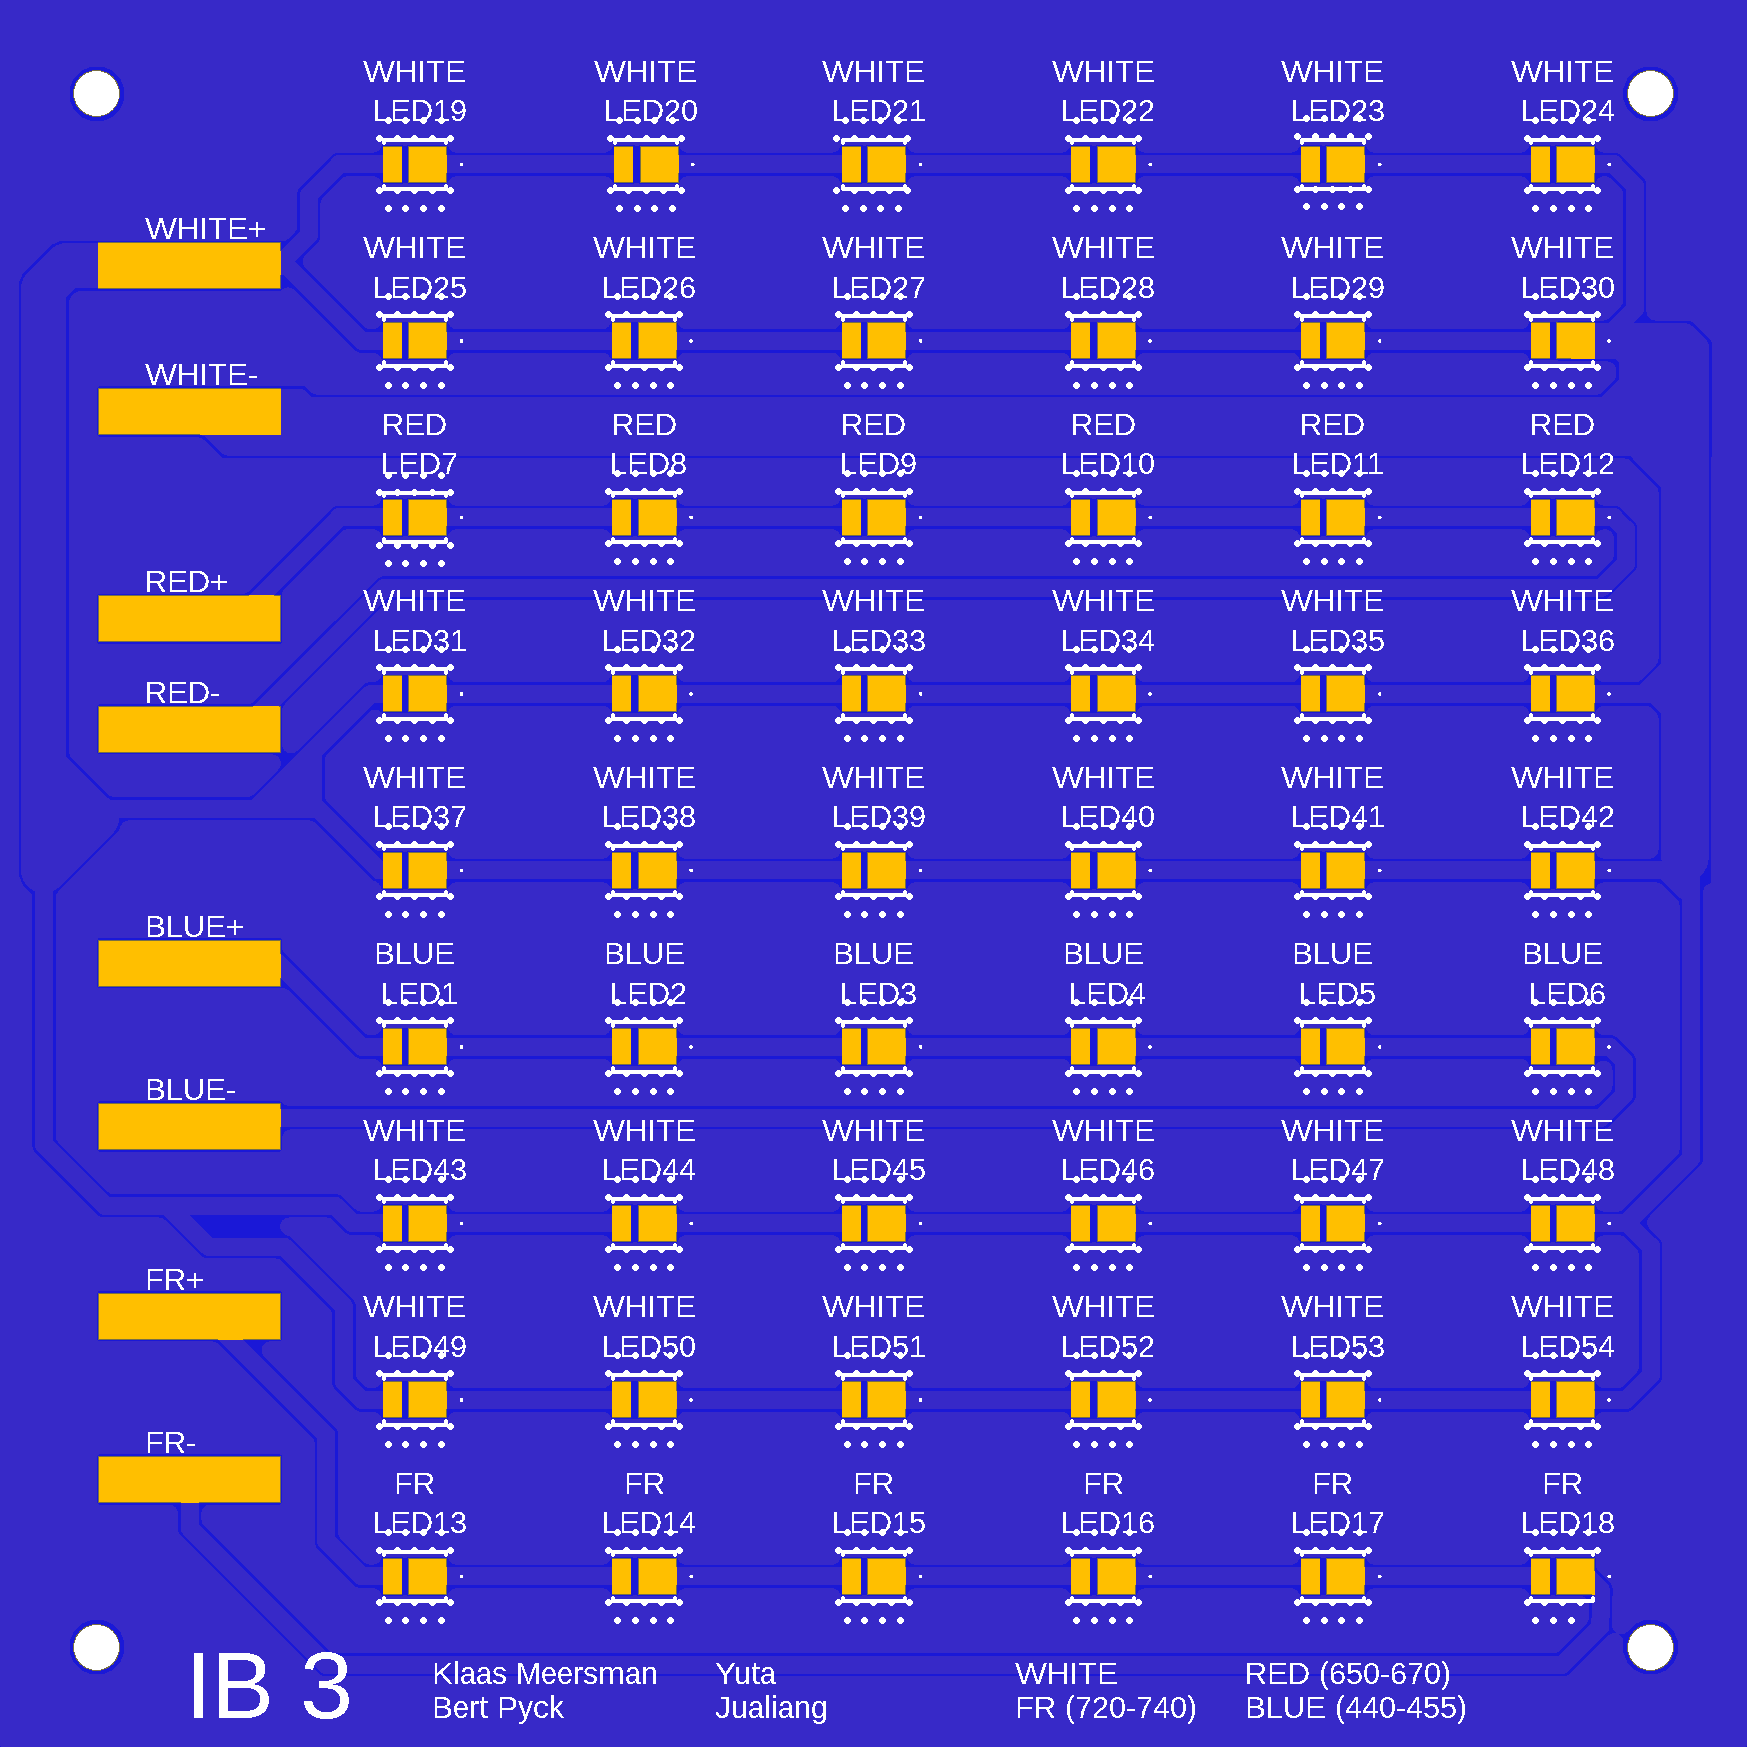 WHITE WHITE WHITE WHITE WHITE WHITE
LED19 LED20 LED21 LED22 LED23 LED24
WHITE+
WHITE WHITE WHITE WHITE WHITE WHITE
LED25 LED26 LED27 LED28 LED29 LED30
WHITE-
RED RED RED RED RED RED
LED7 LED8 LED9 LED10 LED11 LED12
RED+
WHITE WHITE WHITE WHITE WHITE WHITE
LED31 LED32 LED33 LED34 LED35 LED36
RED-
WHITE WHITE WHITE WHITE WHITE WHITE
LED37 LED38 LED39 LED40 LED41 LED42
BLUE+
BLUE BLUE BLUE BLUE BLUE BLUE
LED1 LED2 LED3 LED4 LED5 LED6
BLUE-
WHITE WHITE WHITE WHITE WHITE WHITE
LED43 LED44 LED45 LED46 LED47 LED48
FR+
WHITE WHITE WHITE WHITE WHITE WHITE
LED49 LED50 LED51 LED52 LED53 LED54
FR-
FR FR FR FR FR FR
LED13 LED14 LED15 LED16 LED17 LED18
IB 3
Klaas Meersman Yuta WHITE RED (650-670)
Bert Pyck Jualiang FR (720-740) BLUE (440-455)